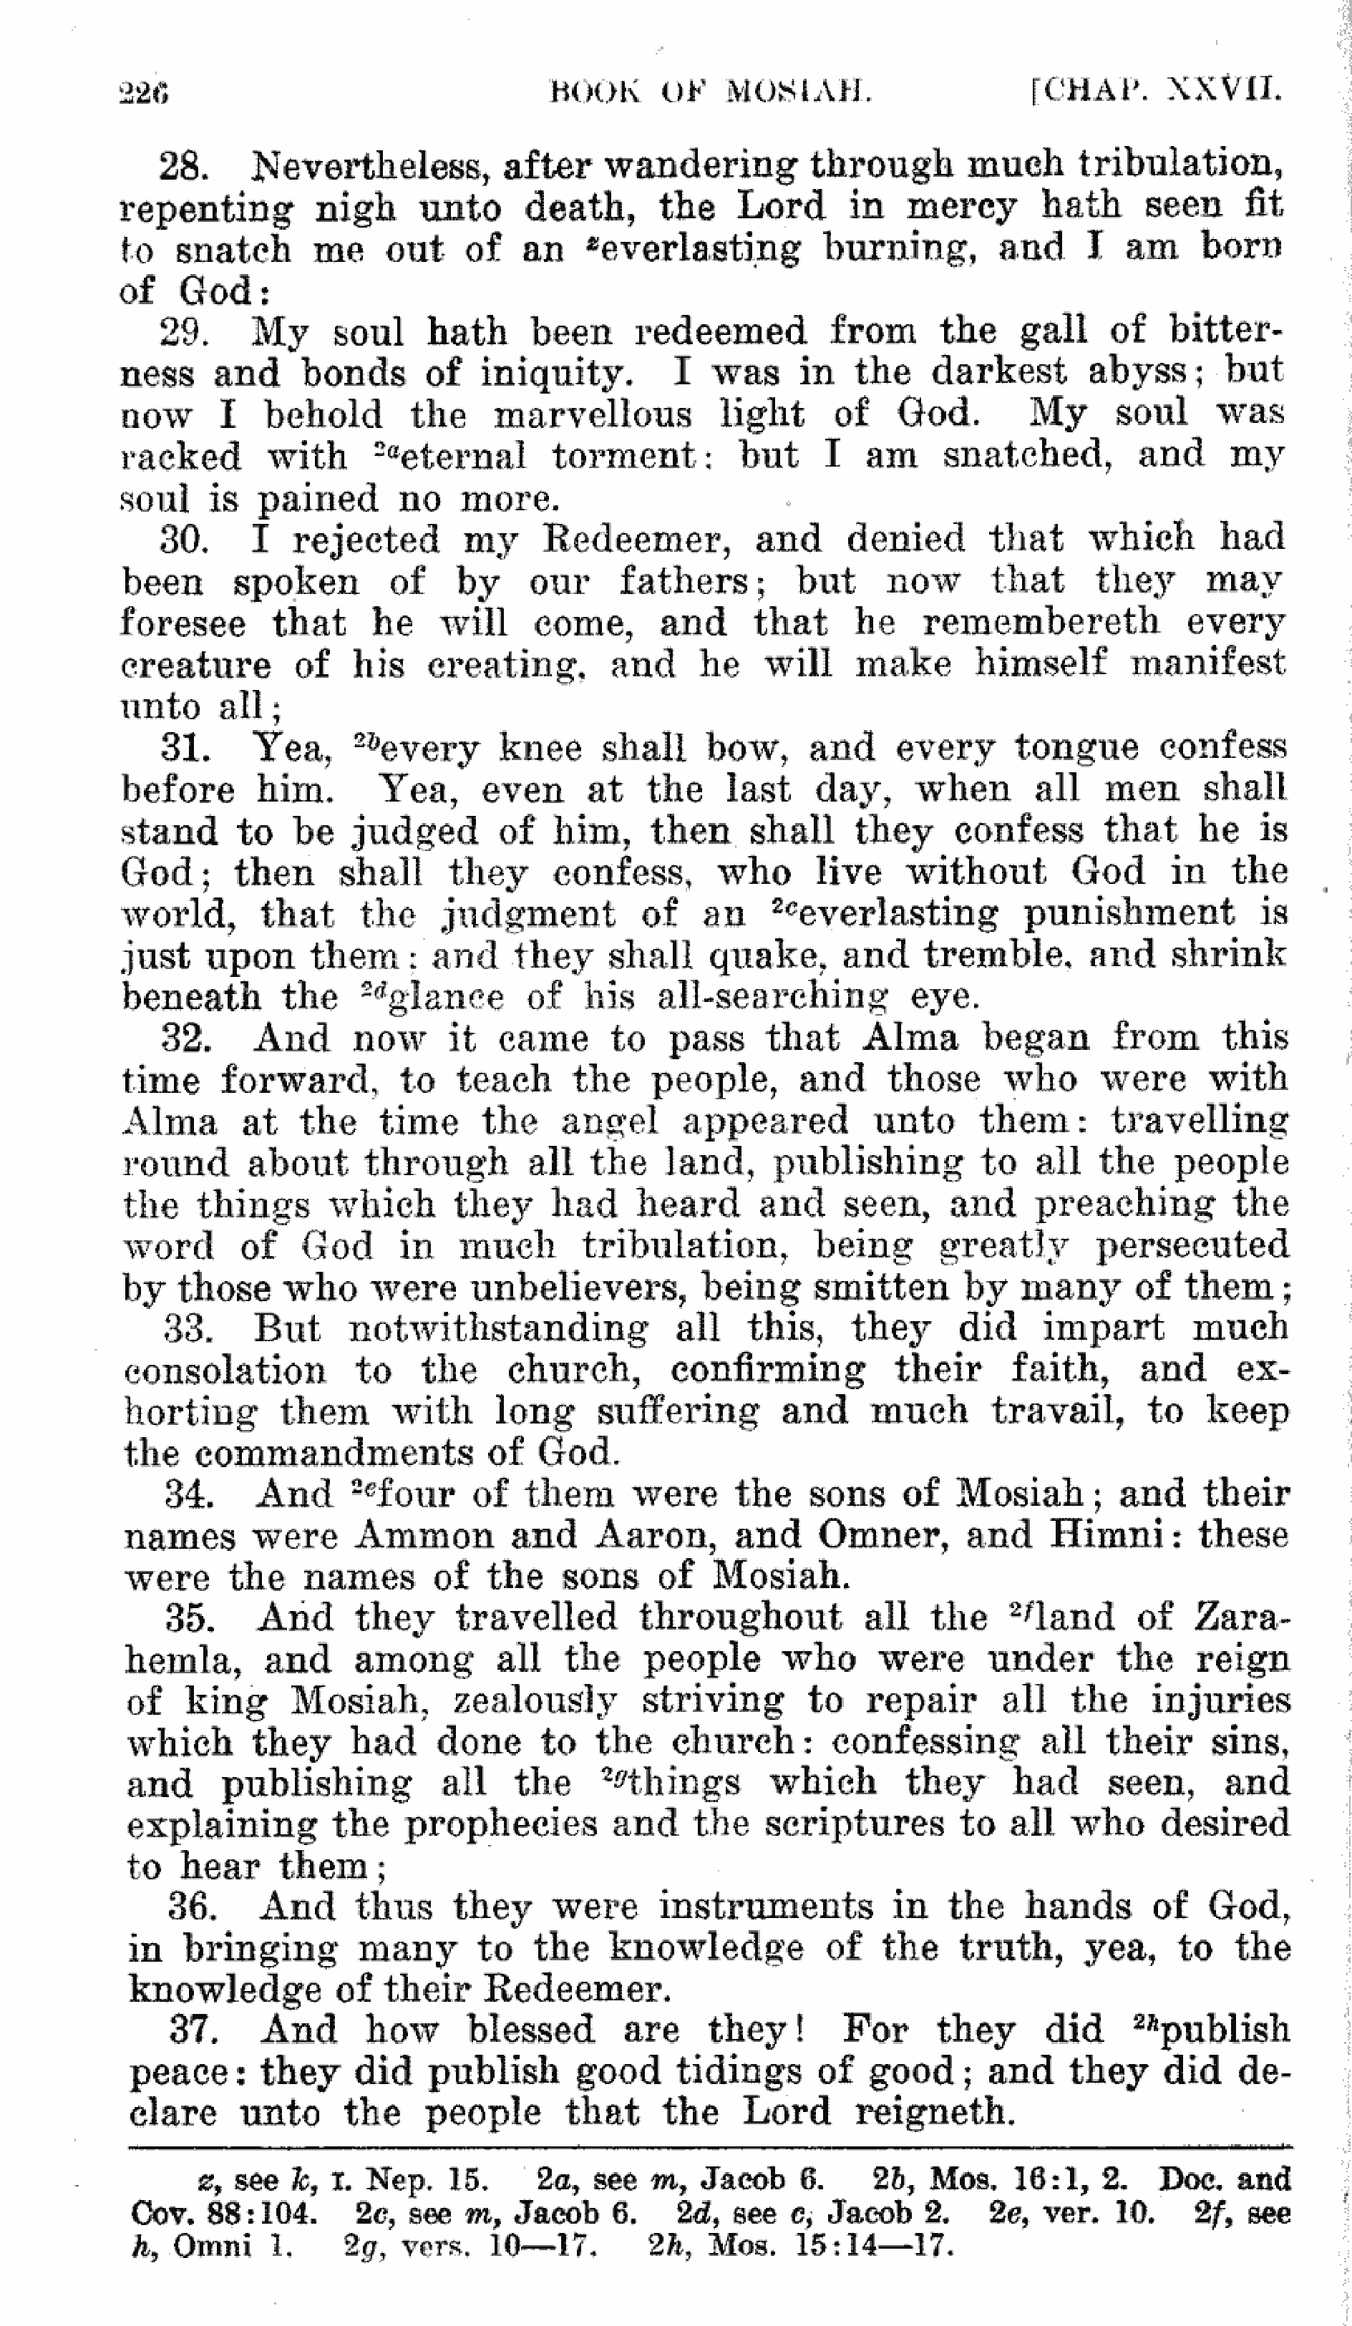 226 BOOK OF MOSIAH. [CHAP. XXVII.
28. Nevertheless, after wandering through much tribulation,
repenting nigh unto death, the Lord in mercy hath seen fit
to snatch me out of an ᶻeverlasting burning, and I am born
of God:
29. My soul hath been redeemed from the gall of bitter-
ness and bonds of iniquity. I was in the darkest abyss; but
now I behold the marvellous light of God. My soul was
racked with ²ᵃeternal torment: but I am snatched, and my
soul is pained no more.
30. I rejected my Redeemer, and denied that which had
been spoken of by our fathers; but now that they may
foresee that he will come, and that he remembereth every
creature of his creating, and he will make himself manifest
unto all;
31. Yea, ²ᵇevery knee shall bow, and every tongue confess
before him. Yea, even at the last day, when all men shall
stand to be judged of him, then shall they confess that he is
God; then shall they confess, who live without God in the
world, that the judgment of an ²ᶜeverlasting punishment is
just upon them: and they shall quake, and tremble, and shrink
beneath the ²ᵈglance of his all-searching eye.
32. And now it came to pass that Alma began from this
time forward, to teach the people, and those who were with
Alma at the time the angel appeared unto them: travelling
round about through all the land, publishing to all the people
the things which they had heard and seen, and preaching the
word of God in much tribulation, being greatly persecuted
by those who were unbelievers, being smitten by many of them;
33. But notwithstanding all this, they did impart much
consolation to the church, confirming their faith, and ex-
horting them with long suffering and much travail, to keep
the commandments of God.
34. And ²ᵉfour of them were the sons of Mosiah; and their
names were Ammon and Aaron, and Omner, and Himni: these
were the names of the sons of Mosiah.
35. And they travelled throughout all the ²ᶠland of Zara-
hemla, and among all the people who were under the reign
of king Mosiah, zealously striving to repair all the injuries
which they had done to the church: confessing all their sins,
and publishing all the ²ᵍthings which they had seen, and
explaining the prophecies and the scriptures to all who desired
to hear them;
36. And thus they were instruments in the hands of God,
in bringing many to the knowledge of the truth, yea, to the
knowledge of their Redeemer.
37. And how blessed are they! For they did ²ʰpublish
peace: they did publish good tidings of good; and they did de-
clare unto the people that the Lord reigneth.
z, see k, I. Nep. 15. 2a, see m, Jacob 6. 2b, Mos. 16:1, 2. Doc. and
Cov. 88:104. 2c, see m, Jacob 6. 2d, see c, Jacob 2. 2e, ver. 10. 2f, see
h, Omni 1. 2g, vers. 10—17. 2h, Mos. 15:14—17.